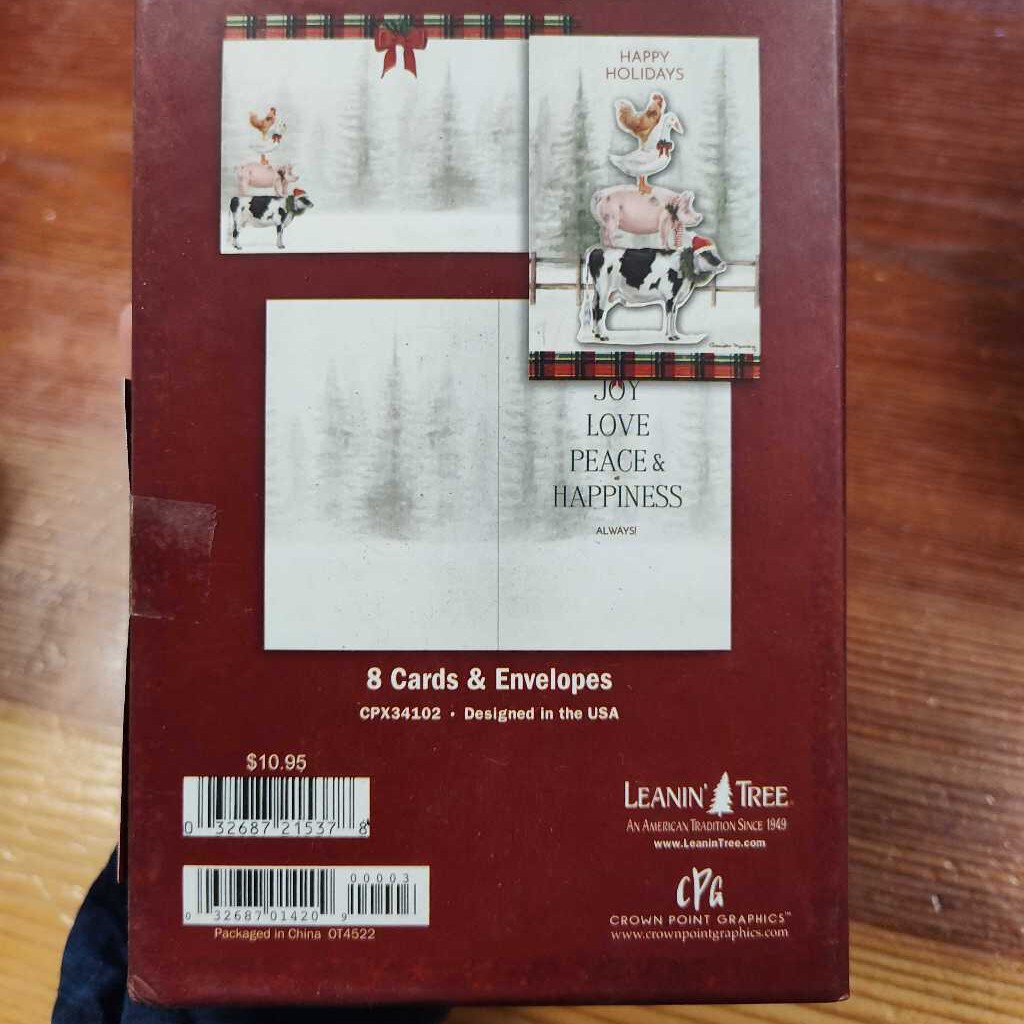 HAPPY
HOLIDAYS
JOY
LOVE
PEACE &
HAPPINESS
ALWAYS!
8 Cards & Envelopes
CPX34102 • Designed in the USA
$10.95
0 32687 21537 8
00003
0 32687 01420 9
Packaged in China 0T4522
LEANIN' TREE
AN AMERICAN TRADITION SINCE 1949
www.LeaninTree.com
CPG
CROWN POINT GRAPHICS™
www.crownpointgraphics.com